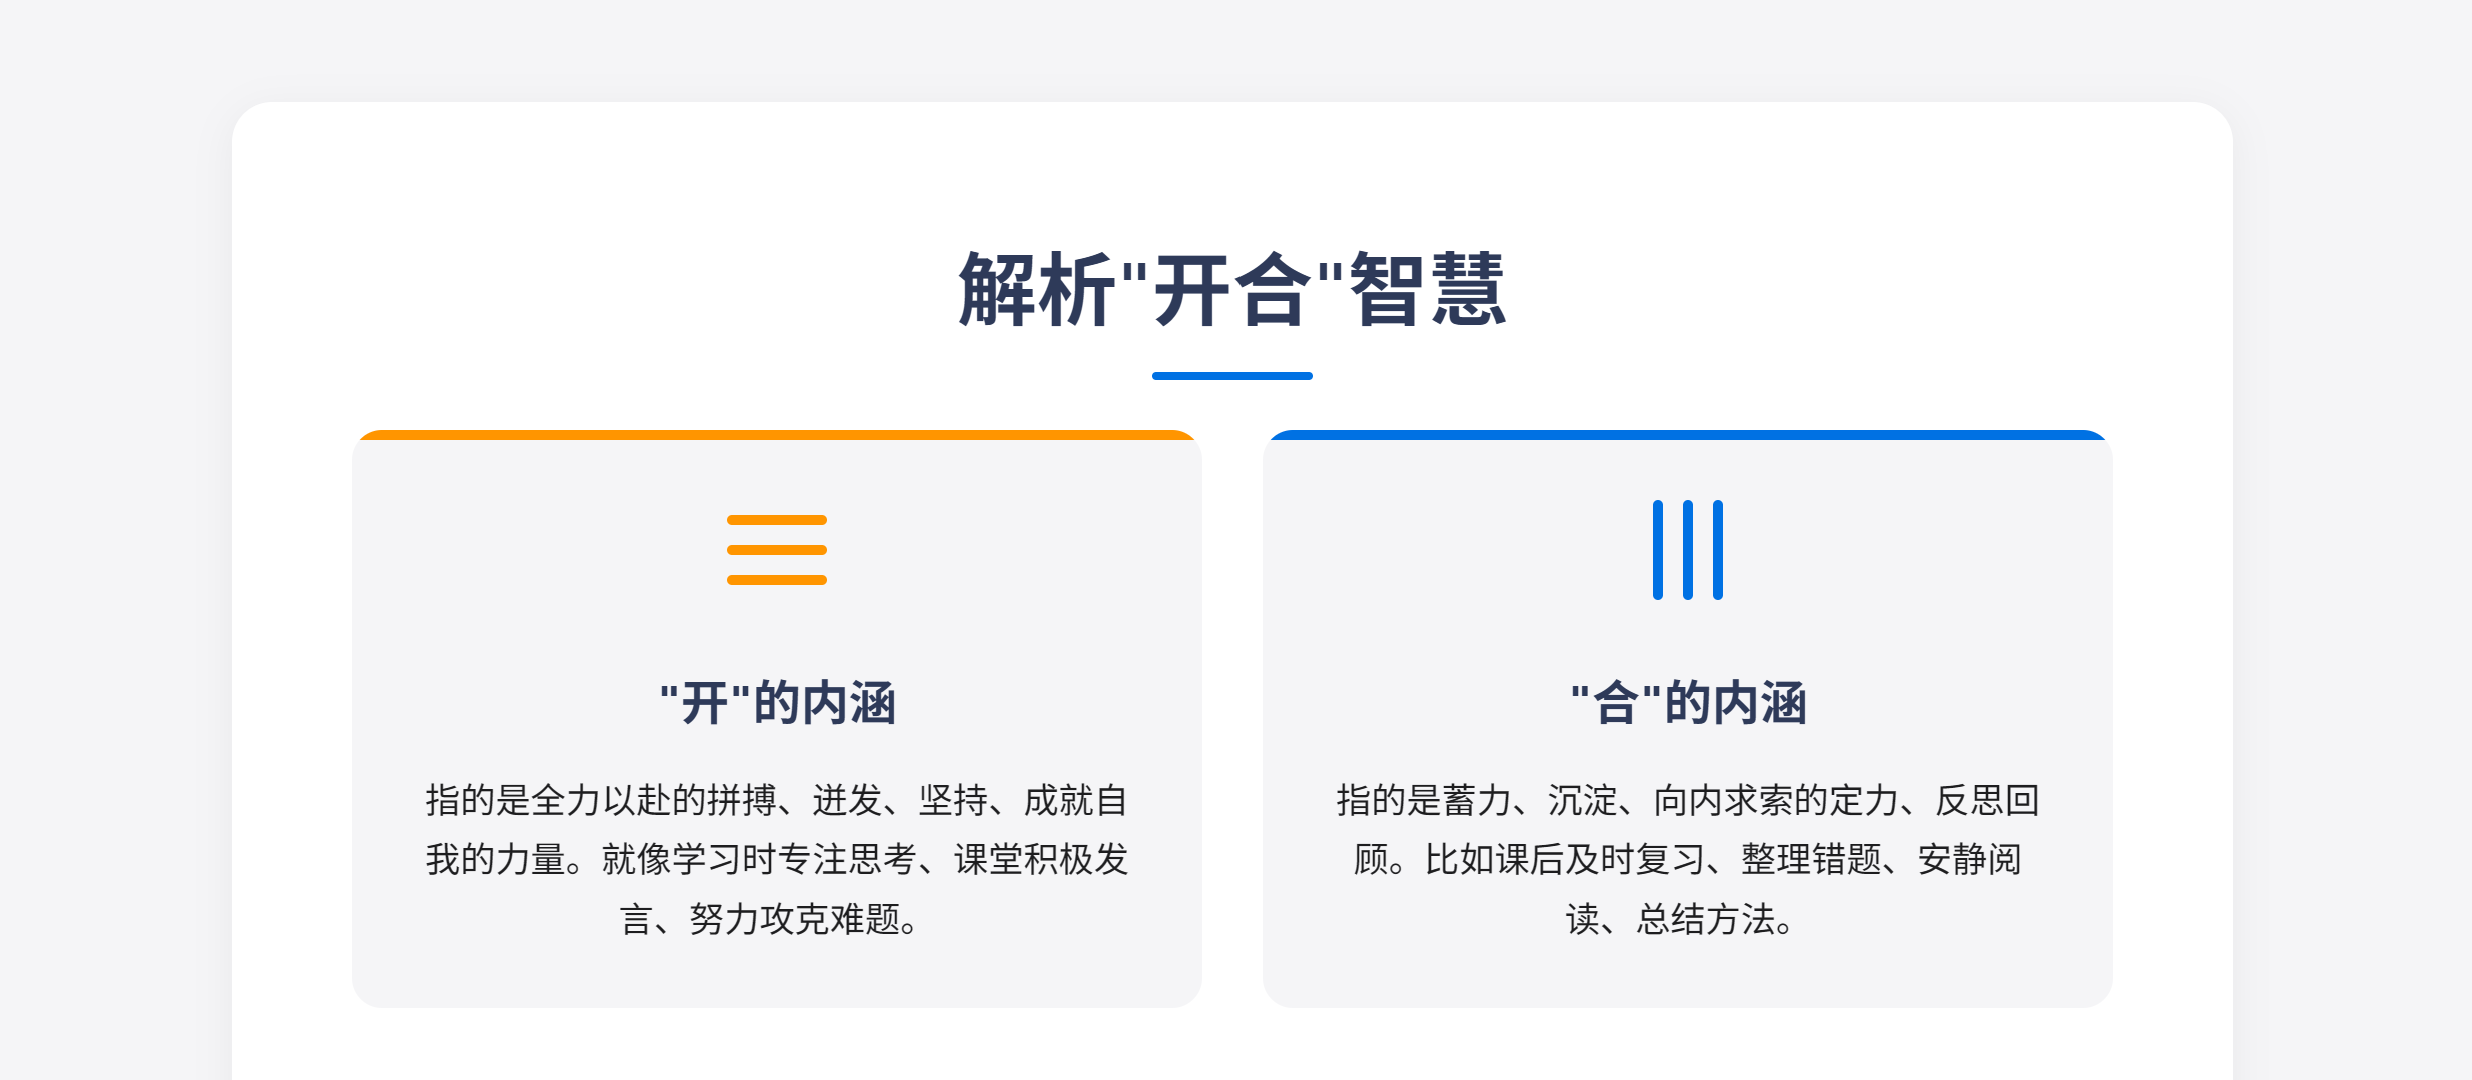 解析"开合"智慧
"开"的内涵
指的是全力以赴的拼搏、迸发、坚持、成就自
我的力量。就像学习时专注思考、课堂积极发
言、努力攻克难题。
"合"的内涵
指的是蓄力、沉淀、向内求索的定力、反思回
顾。比如课后及时复习、整理错题、安静阅
读、总结方法。